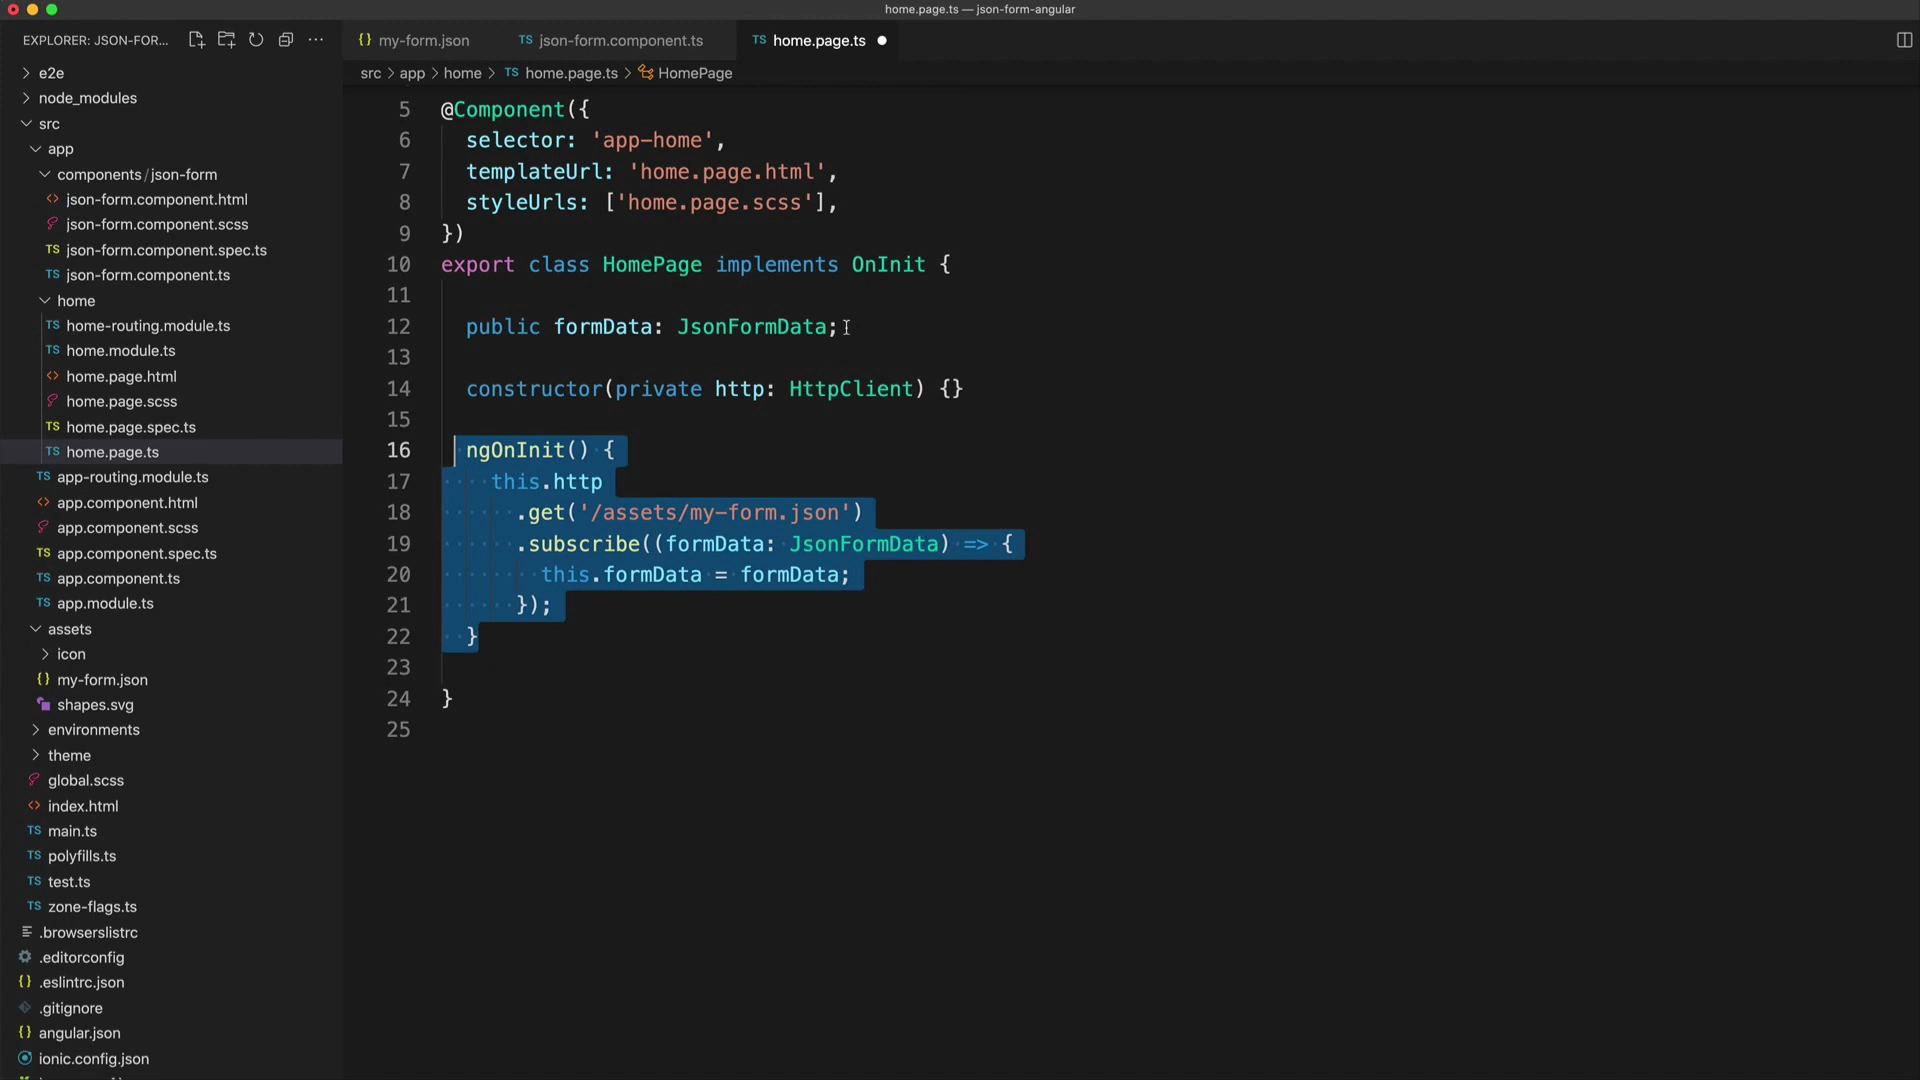 home.page.ts — json-form-angular
EXPLORER: JSON-FOR...
{} my-form.json
TS json-form.component.ts
TS home.page.ts
src > app > home > TS home.page.ts > HomePage
e2e
node_modules
src
app
components / json-form
<> json-form.component.html
json-form.component.scss
TS json-form.component.spec.ts
TS json-form.component.ts
home
TS home-routing.module.ts
TS home.module.ts
<> home.page.html
home.page.scss
TS home.page.spec.ts
TS home.page.ts
TS app-routing.module.ts
<> app.component.html
app.component.scss
TS app.component.spec.ts
TS app.component.ts
TS app.module.ts
assets
icon
{} my-form.json
shapes.svg
environments
theme
global.scss
<> index.html
TS main.ts
TS polyfills.ts
TS test.ts
TS zone-flags.ts
.browserslistrc
.editorconfig
{} .eslintrc.json
.gitignore
{} angular.json
ionic.config.json
5 @Component({
6 selector: 'app-home',
7 templateUrl: 'home.page.html',
8 styleUrls: ['home.page.scss'],
9 })
10 export class HomePage implements OnInit {
11
12 public formData: JsonFormData;
13
14 constructor(private http: HttpClient) {}
15
16 ngOnInit() {
17 this.http
18 .get('/assets/my-form.json')
19 .subscribe((formData: JsonFormData) => {
20 this.formData = formData;
21 });
22 }
23
24 }
25